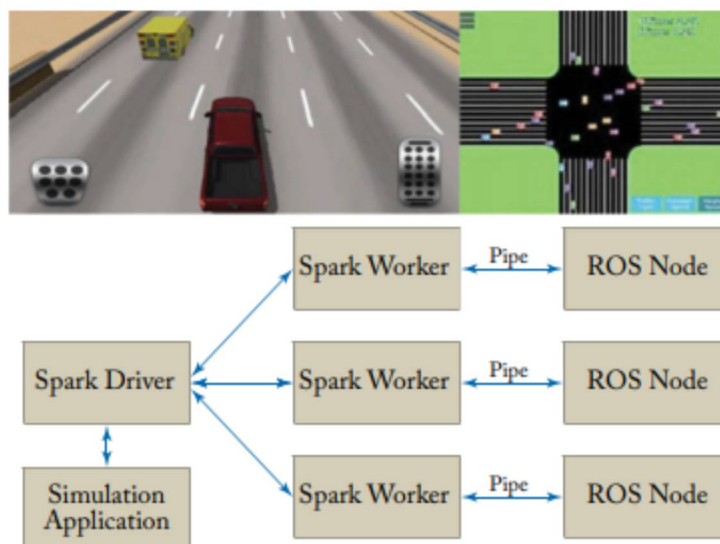 Spark Worker
Pipe
ROS Node
Spark Driver
Spark Worker
Pipe
ROS Node
Simulation
Application
Spark Worker
Pipe
ROS Node